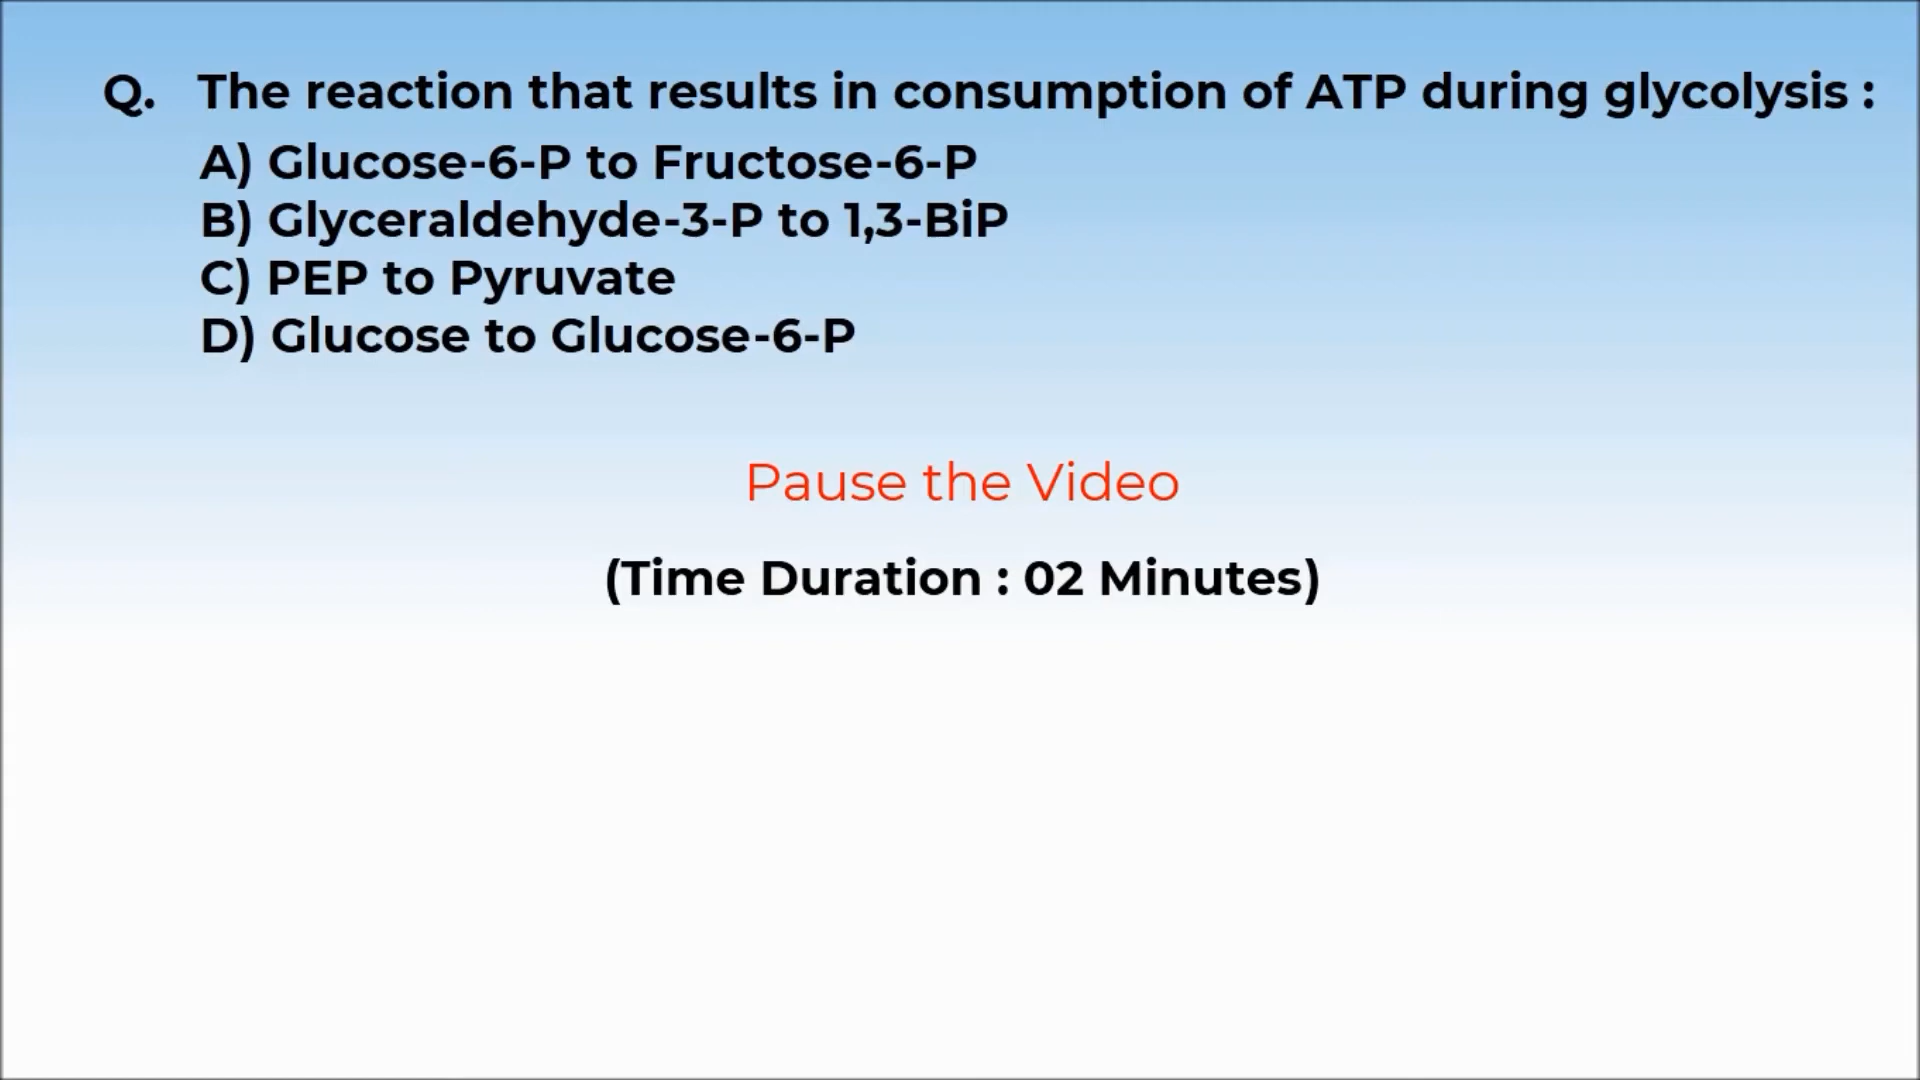 Q. The reaction that results in consumption of ATP during glycolysis :
A) Glucose-6-P to Fructose-6-P
B) Glyceraldehyde-3-P to 1,3-BiP
C) PEP to Pyruvate
D) Glucose to Glucose-6-P
Pause the Video
(Time Duration : 02 Minutes)